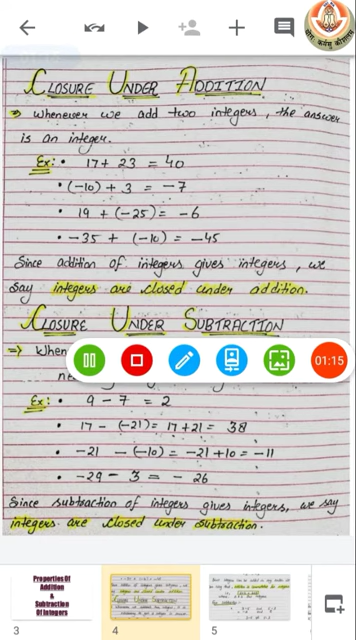 CLOSURE UNDER ADDITION
⇒ Whenever we add two integers, the answer
is an integer.
Ex:• 17 + 23 = 40
• (-10) + 3 = -7
• 19 + (-25) = -6
• -35 + (-10) = -45
Since addition of integers gives integers, we
say integers are closed under addition.
CLOSURE UNDER SUBTRACTION
⇒
01:15
Ex:• 9 - 7 = 2
• 17 - (-21) = 17 + 21 = 38
• -21 - (-10) = -21 + 10 = -11
• -29 - 3 = -26
Since subtraction of integers gives integers, we say
integers are closed under subtraction.
Properties Of
Addition
&
Subtraction
Of Integers
3
4
5